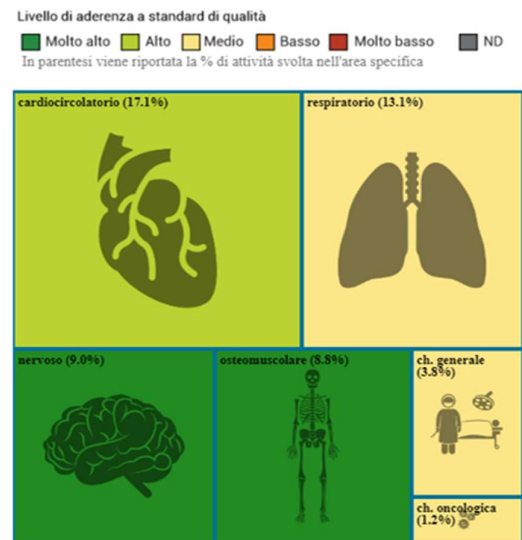 Livello di aderenza a standard di qualità
Molto alto Alto Medio Basso Molto basso ND
In parentesi viene riportata la % di attività svolta nell'area specifica
cardiocircolatorio (17.1%)
respiratorio (13.1%)
nervoso (9.0%)
osteomuscolare (8.8%)
ch. generale
(3.8%)
ch. oncologica
(1.2%)